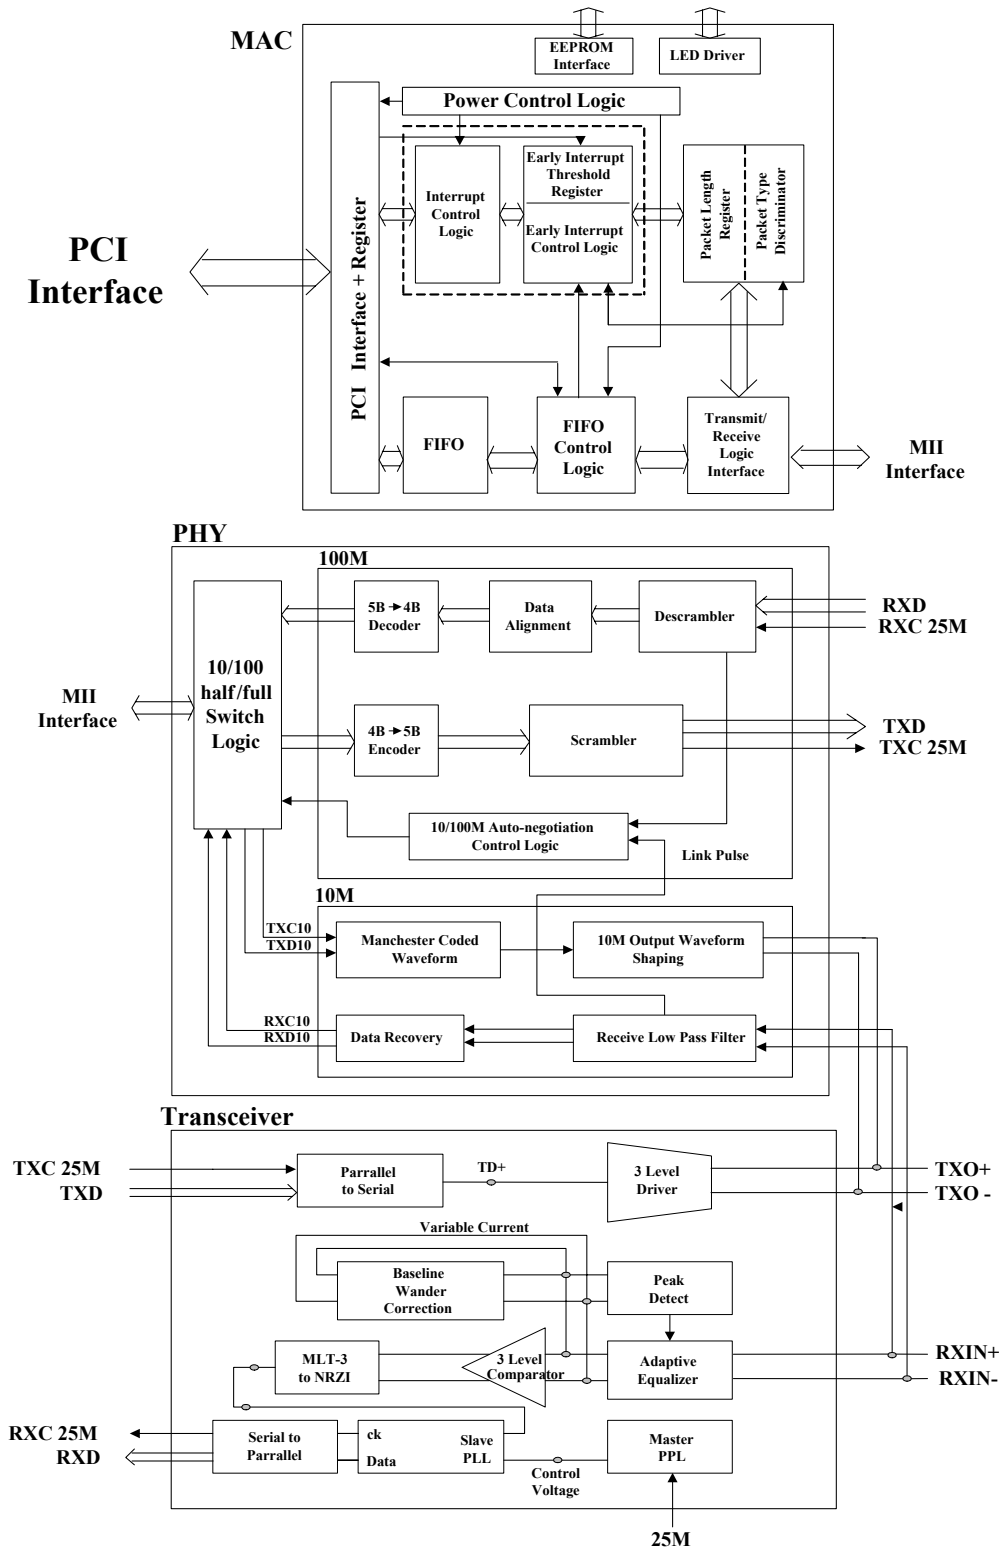 MAC
EEPROM
Interface
LED Driver
Power Control Logic
PCI Interface + Register
Interrupt
Control
Logic
Early Interrupt
Threshold
Register
Early Interrupt
Control Logic
Packet Length
Register
Packet Type
Discriminator
PCI
Interface
FIFO
FIFO
Control
Logic
Transmit/
Receive
Logic
Interface
MII
Interface
PHY
100M
5B→4B
Decoder
Data
Alignment
Descrambler
RXD
RXC 25M
10/100
half/full
Switch
Logic
MII
Interface
4B→5B
Encoder
Scrambler
TXD
TXC 25M
10/100M Auto-negotiation
Control Logic
Link Pulse
10M
TXC10
TXD10
Manchester Coded
Waveform
10M Output Waveform
Shaping
RXC10
RXD10
Data Recovery
Receive Low Pass Filter
Transceiver
TXC 25M
TXD
Parrallel
to Serial
TD+
3 Level
Driver
TXO+
TXO -
Variable Current
Baseline
Wander
Correction
Peak
Detect
MLT-3
to NRZI
3 Level
Comparator
Adaptive
Equalizer
RXIN+
RXIN-
RXC 25M
RXD
Serial to
Parrallel
ck
Data
Slave
PLL
Control
Voltage
Master
PPL
25M